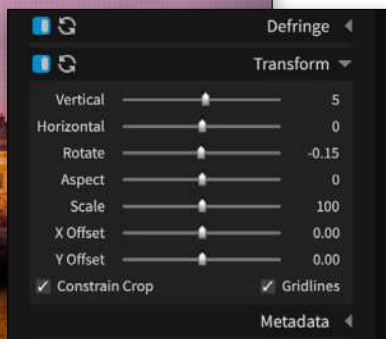 Defringe
Transform
Vertical 5
Horizontal 0
Rotate -0.15
Aspect 0
Scale 100
X Offset 0.00
Y Offset 0.00
Constrain Crop Gridlines
Metadata